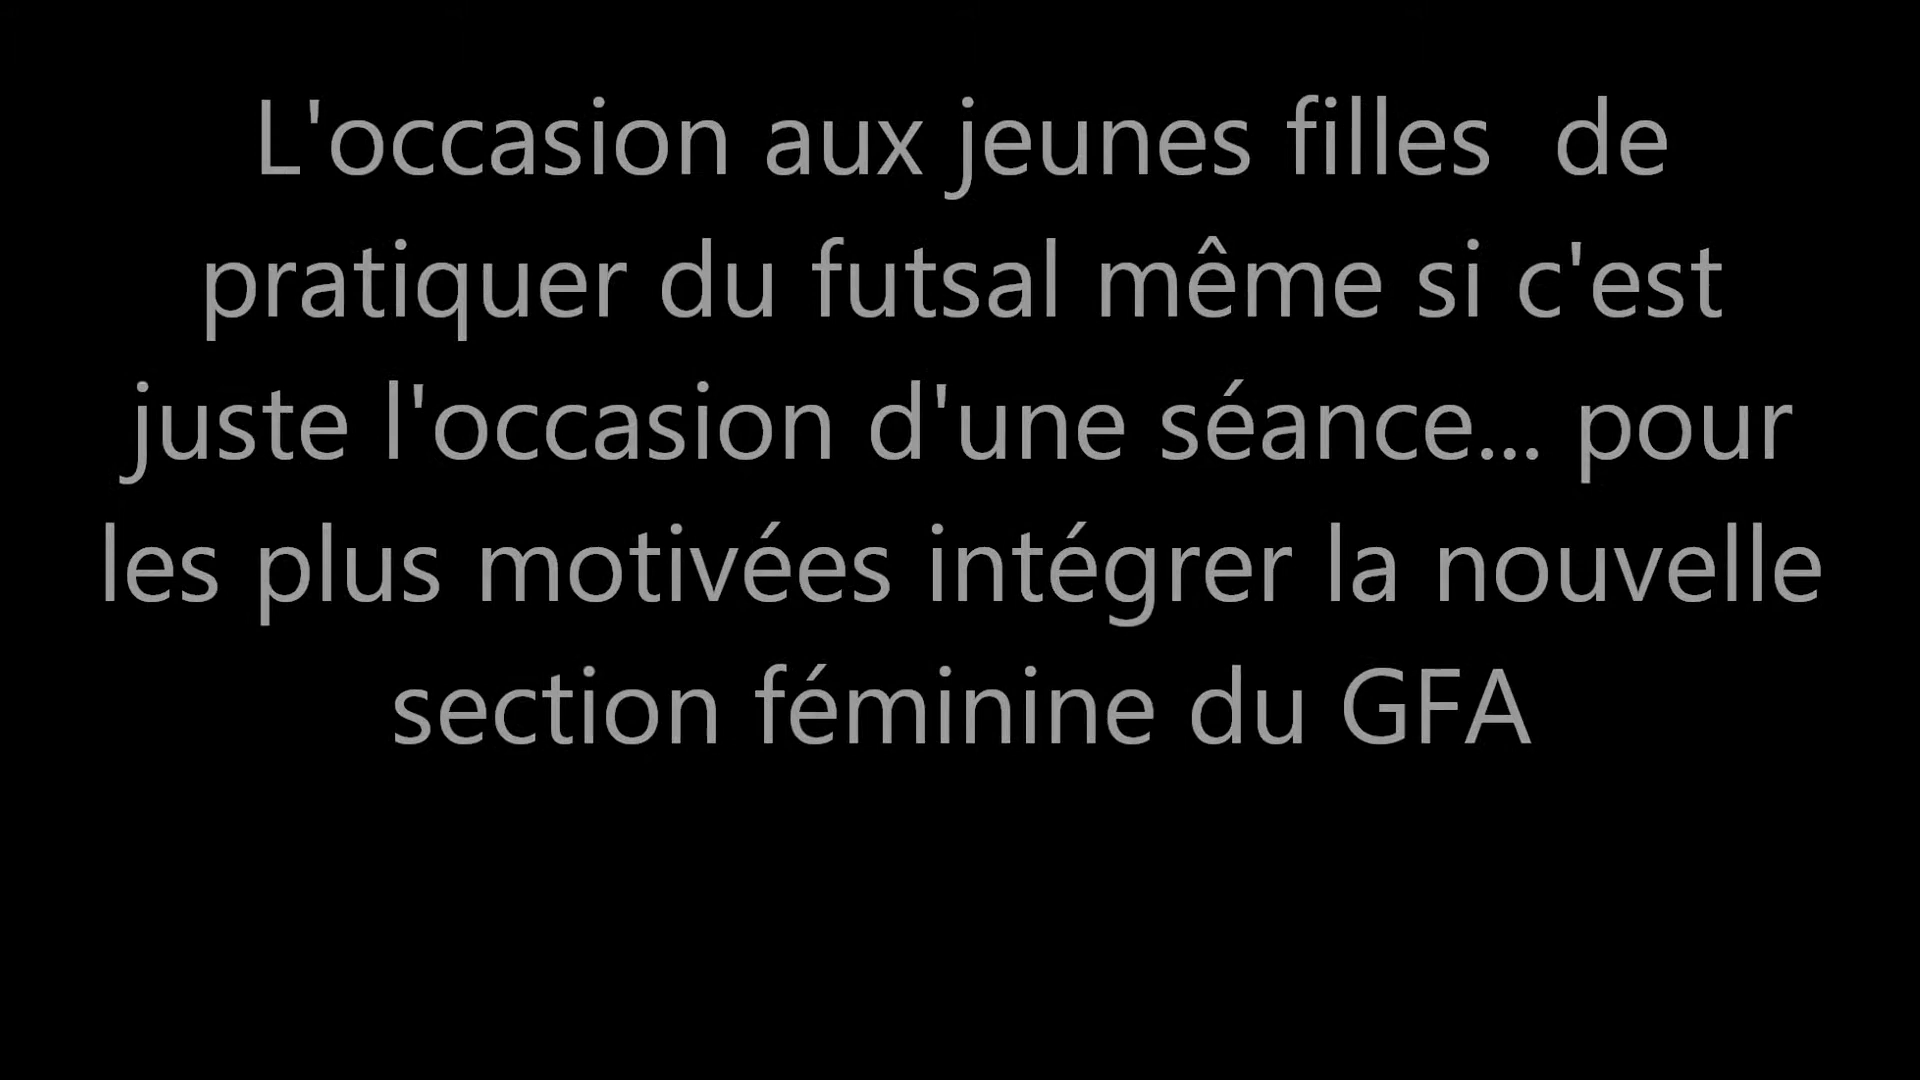 L'occasion aux jeunes filles  de
pratiquer du futsal même si c'est
juste l'occasion d'une séance... pour
les plus motivées intégrer la nouvelle
section féminine du GFA